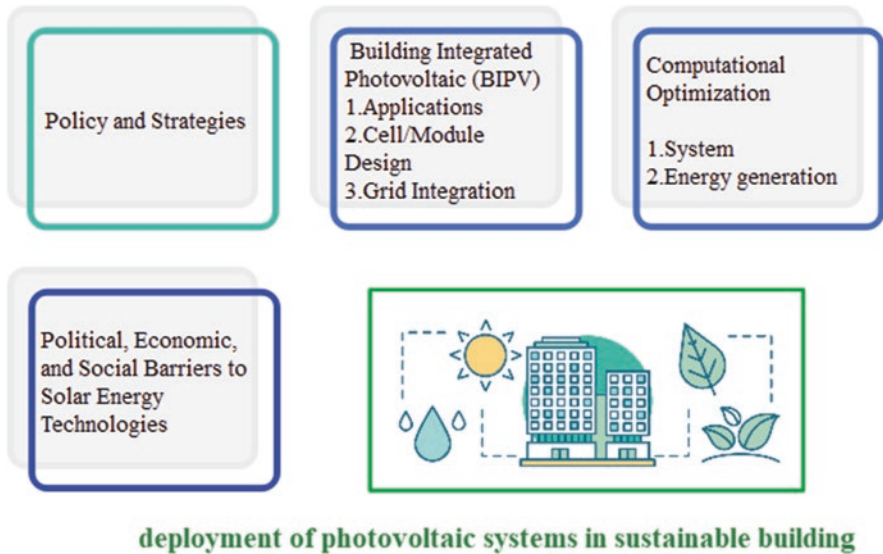 Policy and Strategies
Building Integrated
Photovoltaic (BIPV)
1.Applications
2.Cell/Module
Design
3.Grid Integration
Computational
Optimization
1.System
2.Energy generation
Political, Economic,
and Social Barriers to
Solar Energy
Technologies
deployment of photovoltaic systems in sustainable building